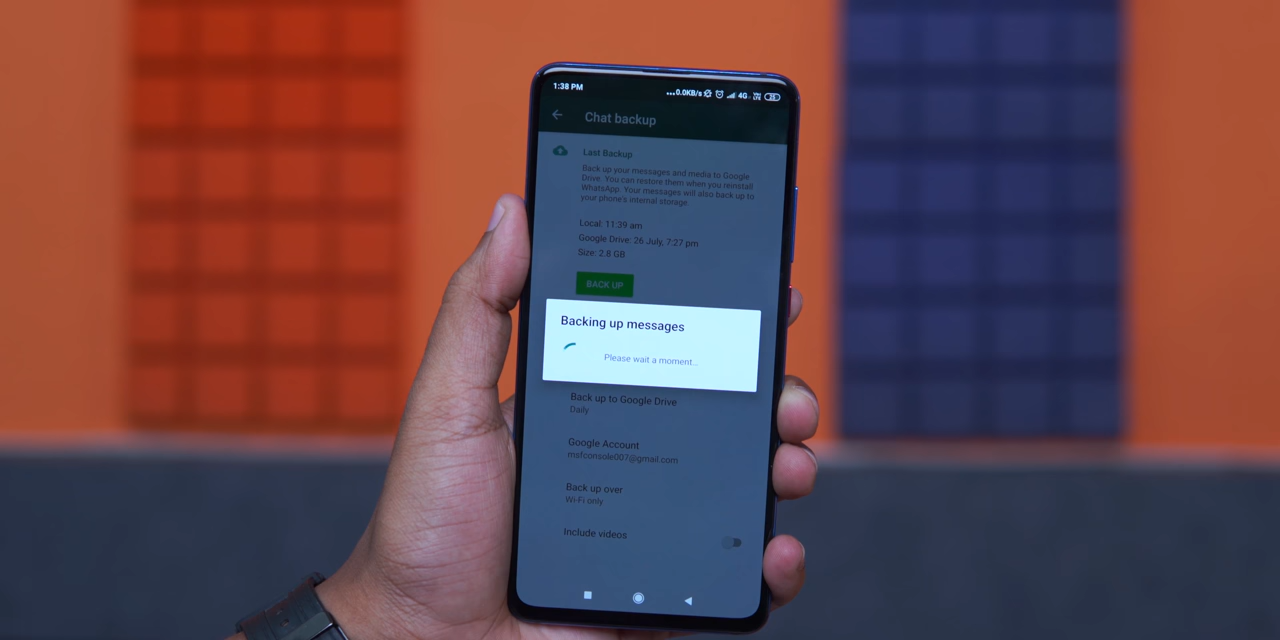 1:38 PM
...0.0KB/s 4G
Chat backup
Last Backup
Back up your messages and media to Google
Drive. You can restore them when you reinstall
WhatsApp. Your messages will also back up to
your phone's internal storage.
Local: 11:39 am
Google Drive: 26 July, 7:27 pm
Size: 2.8 GB
BACK UP
Backing up messages
Please wait a moment...
Back up to Google Drive
Daily
Google Account
msfconsole007@gmail.com
Back up over
Wi-Fi only
Include videos